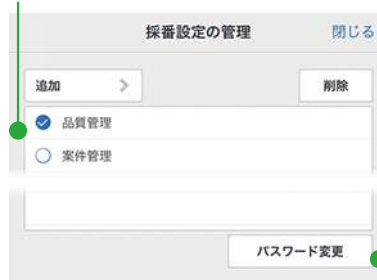 採番設定の管理 閉じる
追加 削除
品質管理
案件管理
パスワード変更